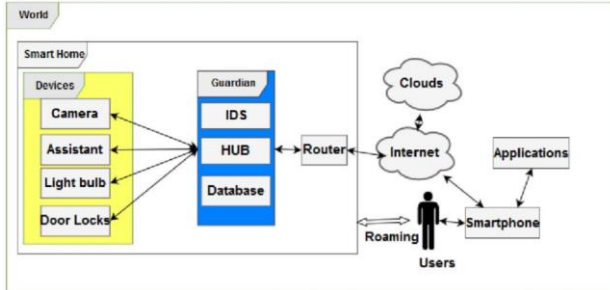 World
Smart Home
Devices
Camera
Assistant
Light bulb
Door Locks
Guardian
IDS
HUB
Database
Router
Clouds
Internet
Applications
Smartphone
Roaming
Users